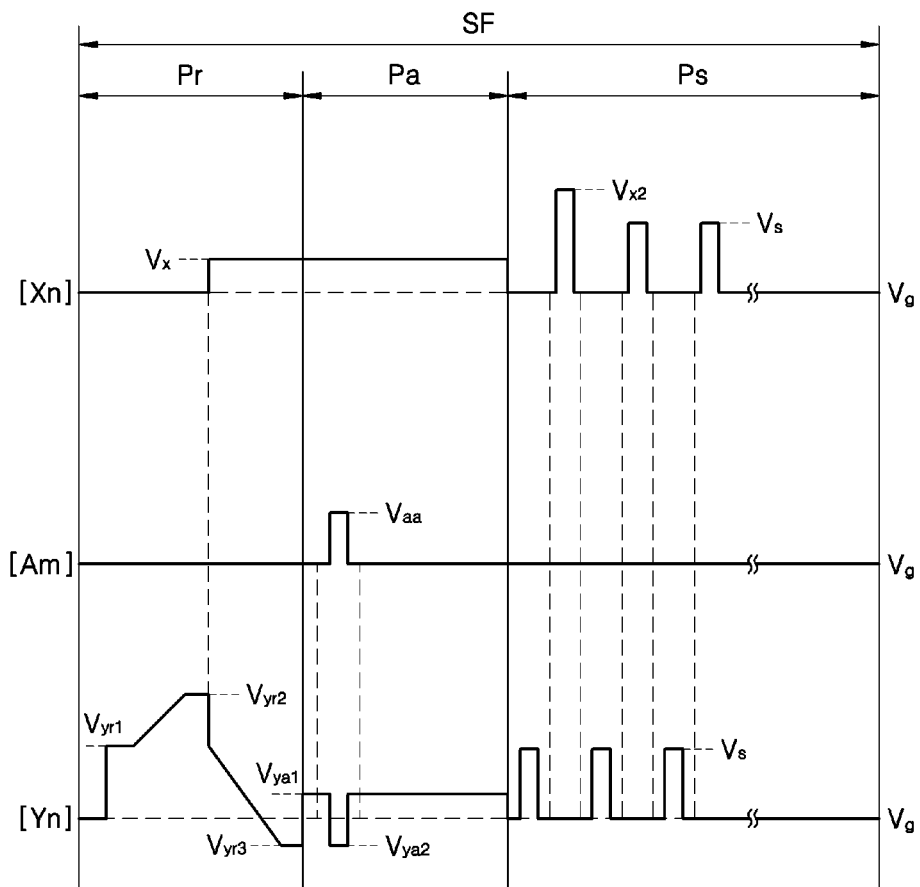 SF
Pr Pa Ps
Vx2
Vs
Vx
[Xn] Vg
Vaa
[Am] Vg
Vyr2
Vyr1
Vya1
Vs
[Yn] Vg
Vyr3 Vya2